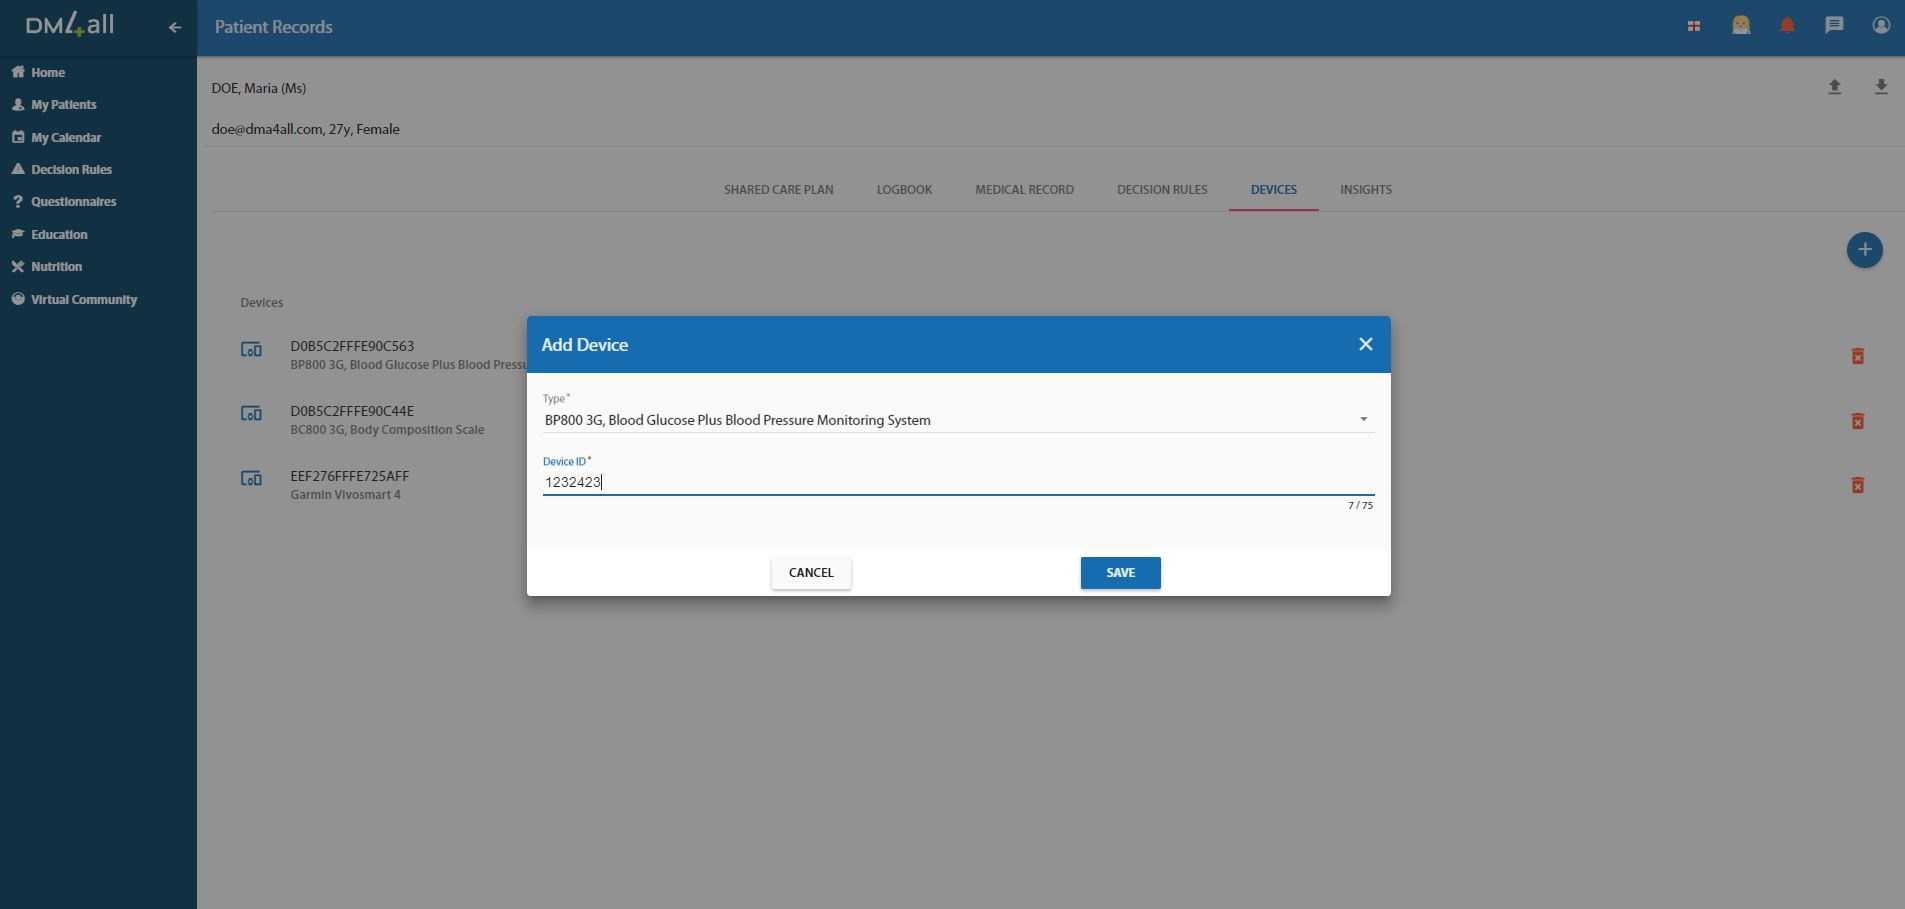 DM4all
Patient Records
Home
My Patients
My Calendar
Decision Rules
Questionnaires
Education
Nutrition
Virtual Community
DOE, Maria (Ms)
doe@dma4all.com, 27y, Female
SHARED CARE PLAN LOGBOOK MEDICAL RECORD DECISION RULES DEVICES INSIGHTS
+
Devices
D0B5C2FFFE90C563
BP800 3G, Blood Glucose Plus Blood Pressu
D0B5C2FFFE90C44E
BC800 3G, Body Composition Scale
EEF276FFFE725AFF
Garmin Vivosmart 4
Add Device
Type *
BP800 3G, Blood Glucose Plus Blood Pressure Monitoring System
Device ID *
1232423
7 / 75
CANCEL SAVE